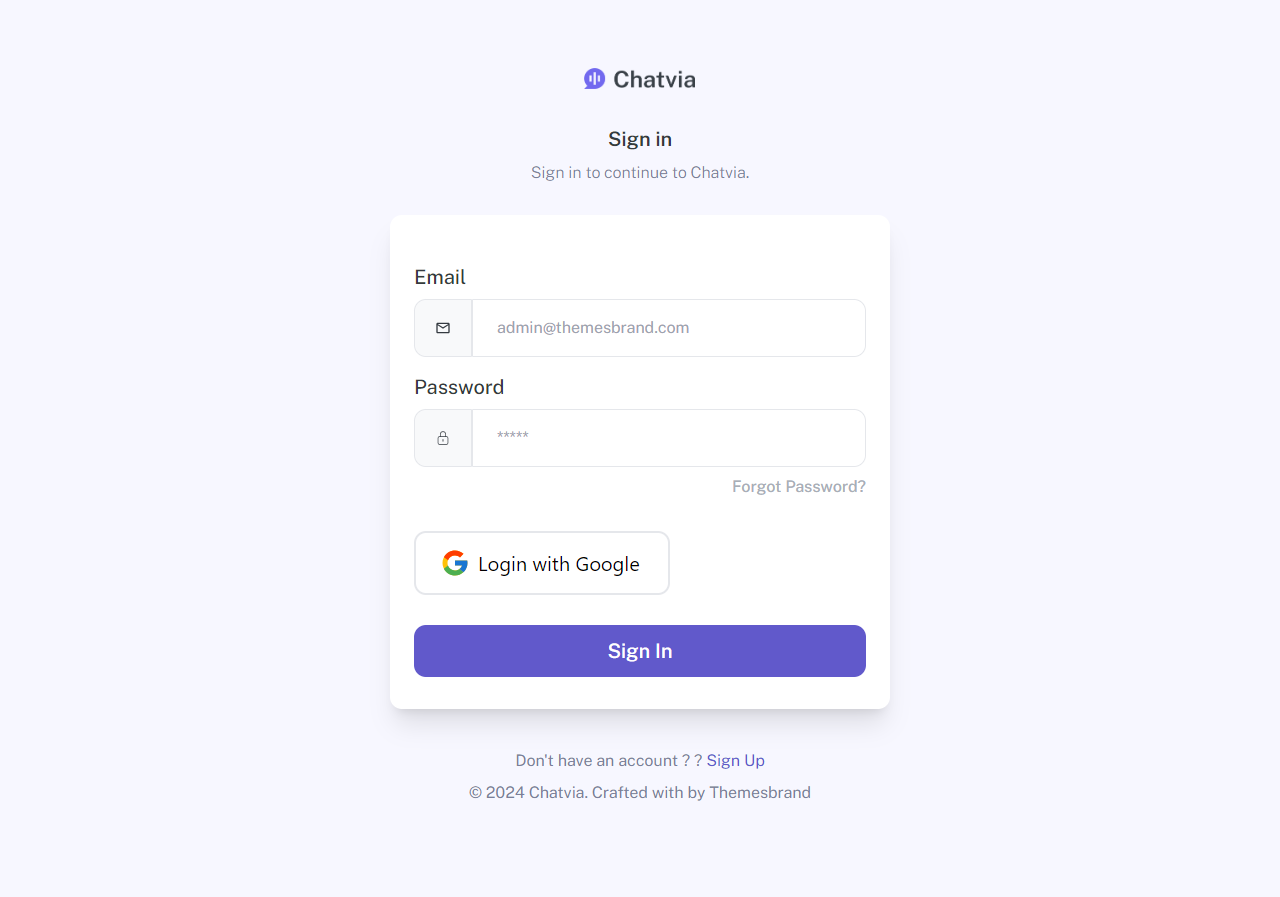 Chatvia
Sign in
Sign in to continue to Chatvia.
Email
admin@themesbrand.com
Password
*****
Forgot Password?
Login with Google
Sign In
Don't have an account ? ? Sign Up
© 2024 Chatvia. Crafted with by Themesbrand